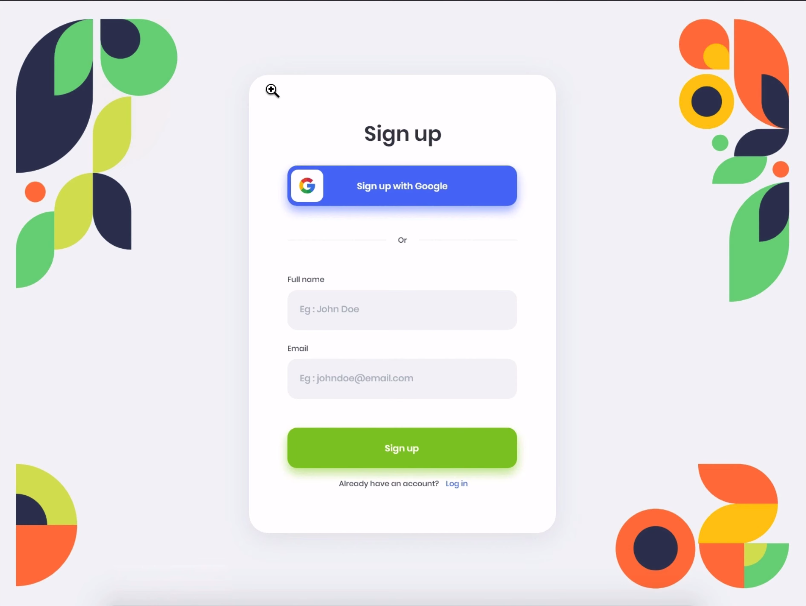 Sign up
Sign up with Google
Or
Full name
Eg : John Doe
Email
Eg : johndoe@email.com
Sign up
Already have an account? Log in